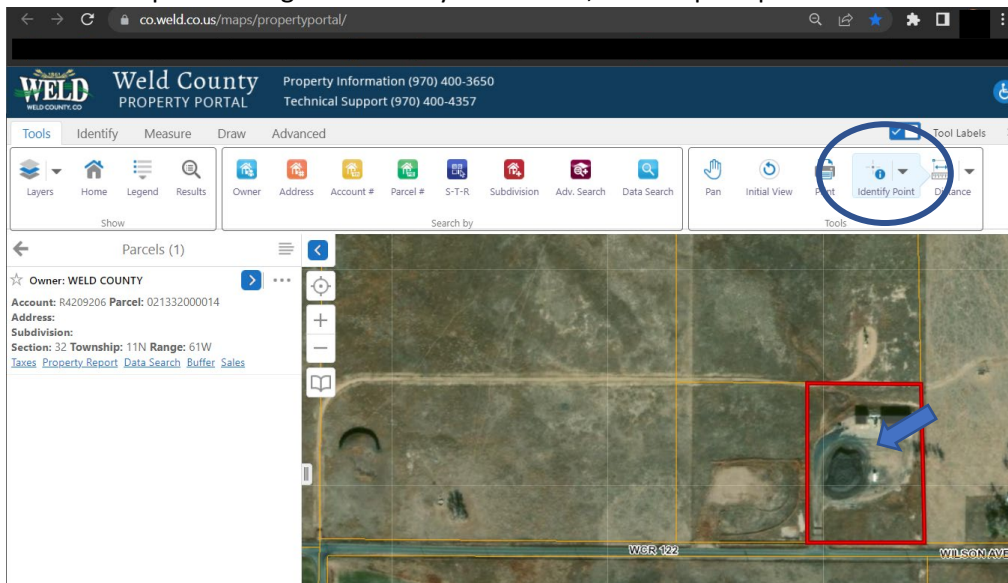 co.weld.co.us/maps/propertyportal/
WELD
WELD COUNTY, CO
Weld County
PROPERTY PORTAL
Property Information (970) 400-3650
Technical Support (970) 400-4357
Tools Identify Measure Draw Advanced
Tool Labels
Layers Home Legend Results
Owner Address Account # Parcel # S-T-R Subdivision Adv. Search Data Search
Pan Initial View Print Identify Point Distance
Show Search by Tools
Parcels (1)
Owner: WELD COUNTY
Account: R4209206 Parcel: 021332000014
Address:
Subdivision:
Section: 32 Township: 11N Range: 61W
Taxes Property Report Data Search Buffer Sales
WCR 122
WILSON AVE